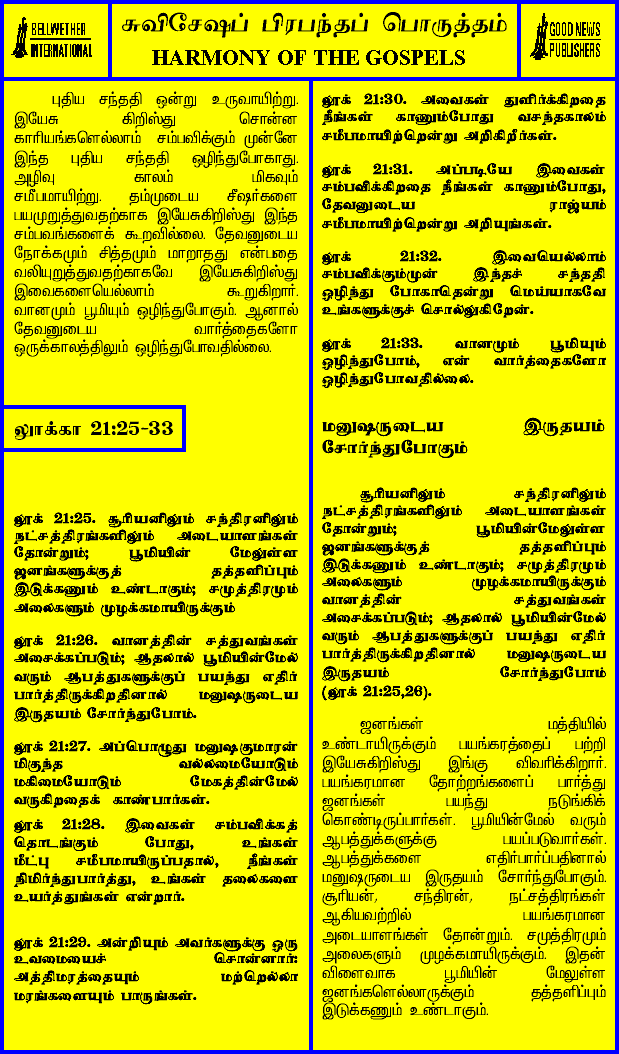 BELLWETHER
INTERNATIONAL
சுவிசேஷப் பிரபந்தப் பொருத்தம்
HARMONY OF THE GOSPELS
GOOD NEWS
PUBLISHERS
புதிய சந்ததி ஒன்று உருவாயிற்று.
இயேசு கிறிஸ்து சொன்ன
காரியங்களெல்லாம் சம்பவிக்கும் முன்னே
இந்த புதிய சந்ததி ஒழிந்துபோகாது.
அழிவு காலம் மிகவும்
சமீபமாயிற்று. தம்முடைய சீஷர்களை
பயமுறுத்துவதற்காக இயேசுகிறிஸ்து இந்த
சம்பவங்களைக் கூறவில்லை. தேவனுடைய
நோக்கமும் சித்தமும் மாறாதது என்பதை
வலியுறுத்துவதற்காகவே இயேசுகிறிஸ்து
இவைகளையெல்லாம் கூறுகிறார்.
வானமும் பூமியும் ஒழிந்துபோகும். ஆனால்
தேவனுடைய வார்த்தைகளோ
ஒருக்காலத்திலும் ஒழிந்துபோவதில்லை.
லூக்கா 21:25-33
லூக் 21:25. சூரியனிலும் சந்திரனிலும்
நட்சத்திரங்களிலும் அடையாளங்கள்
தோன்றும்; பூமியின் மேலுள்ள
ஜனங்களுக்குத் தத்தளிப்பும்
இடுக்கணும் உண்டாகும்; சமுத்திரமும்
அலைகளும் முழக்கமாயிருக்கும்
லூக் 21:26. வானத்தின் சத்துவங்கள்
அசைக்கப்படும்; ஆதலால் பூமியின்மேல்
வரும் ஆபத்துகளுக்குப் பயந்து எதிர்
பார்த்திருக்கிறதினால் மனுஷருடைய
இருதயம் சோர்ந்துபோம்.
லூக் 21:27. அப்பொழுது மனுஷகுமாரன்
மிகுந்த வல்லமையோடும்
மகிமையோடும் மேகத்தின்மேல்
வருகிறதைக் காண்பார்கள்.
லூக் 21:28. இவைகள் சம்பவிக்கத்
தொடங்கும் போது, உங்கள்
மீட்பு சமீபமாயிருப்பதால், நீங்கள்
நிமிர்ந்துபார்த்து, உங்கள் தலைகளை
உயர்த்துங்கள் என்றார்.
லூக் 21:29. அன்றியும் அவர்களுக்கு ஒரு
உவமையைச் சொன்னார்:
அத்திமரத்தையும் மற்றெல்லா
மரங்களையும் பாருங்கள்.
லூக் 21:30. அவைகள் துளிர்க்கிறதை
நீங்கள் காணும்போது வசந்தகாலம்
சமீபமாயிற்றென்று அறிகிறீர்கள்.
லூக் 21:31. அப்படியே இவைகள்
சம்பவிக்கிறதை நீங்கள் காணும்போது,
தேவனுடைய ராஜ்யம்
சமீபமாயிற்றென்று அறியுங்கள்.
லூக் 21:32. இவையெல்லாம்
சம்பவிக்கும்முன் இந்தச் சந்ததி
ஒழிந்து போகாதென்று மெய்யாகவே
உங்களுக்குச் சொல்லுகிறேன்.
லூக் 21:33. வானமும் பூமியும்
ஒழிந்துபோம், என் வார்த்தைகளோ
ஒழிந்துபோவதில்லை.
மனுஷருடைய இருதயம்
சோர்ந்துபோகும்
சூரியனிலும் சந்திரனிலும்
நட்சத்திரங்களிலும் அடையாளங்கள்
தோன்றும்; பூமியின்மேலுள்ள
ஜனங்களுக்குத் தத்தளிப்பும்
இடுக்கணும் உண்டாகும்; சமுத்திரமும்
அலைகளும் முழக்கமாயிருக்கும்
வானத்தின் சத்துவங்கள்
அசைக்கப்படும்; ஆதலால் பூமியின்மேல்
வரும் ஆபத்துகளுக்குப் பயந்து எதிர்
பார்த்திருக்கிறதினால் மனுஷருடைய
இருதயம் சோர்ந்துபோம்
(லூக் 21:25,26).
ஜனங்கள் மத்தியில்
உண்டாயிருக்கும் பயங்கரத்தைப் பற்றி
இயேசுகிறிஸ்து இங்கு விவரிக்கிறார்.
பயங்கரமான தோற்றங்களைப் பார்த்து
ஜனங்கள் பயந்து நடுங்கிக்
கொண்டிருப்பார்கள். பூமியின்மேல் வரும்
ஆபத்துக்களுக்கு பயப்படுவார்கள்.
ஆபத்துக்களை எதிர்பார்ப்பதினால்
மனுஷருடைய இருதயம் சோர்ந்துபோகும்.
சூரியன், சந்திரன், நட்சத்திரங்கள்
ஆகியவற்றில் பயங்கரமான
அடையாளங்கள் தோன்றும். சமுத்திரமும்
அலைகளும் முழக்கமாயிருக்கும். இதன்
விளைவாக பூமியின் மேலுள்ள
ஜனங்களெல்லாருக்கும் தத்தளிப்பும்
இடுக்கணும் உண்டாகும்.